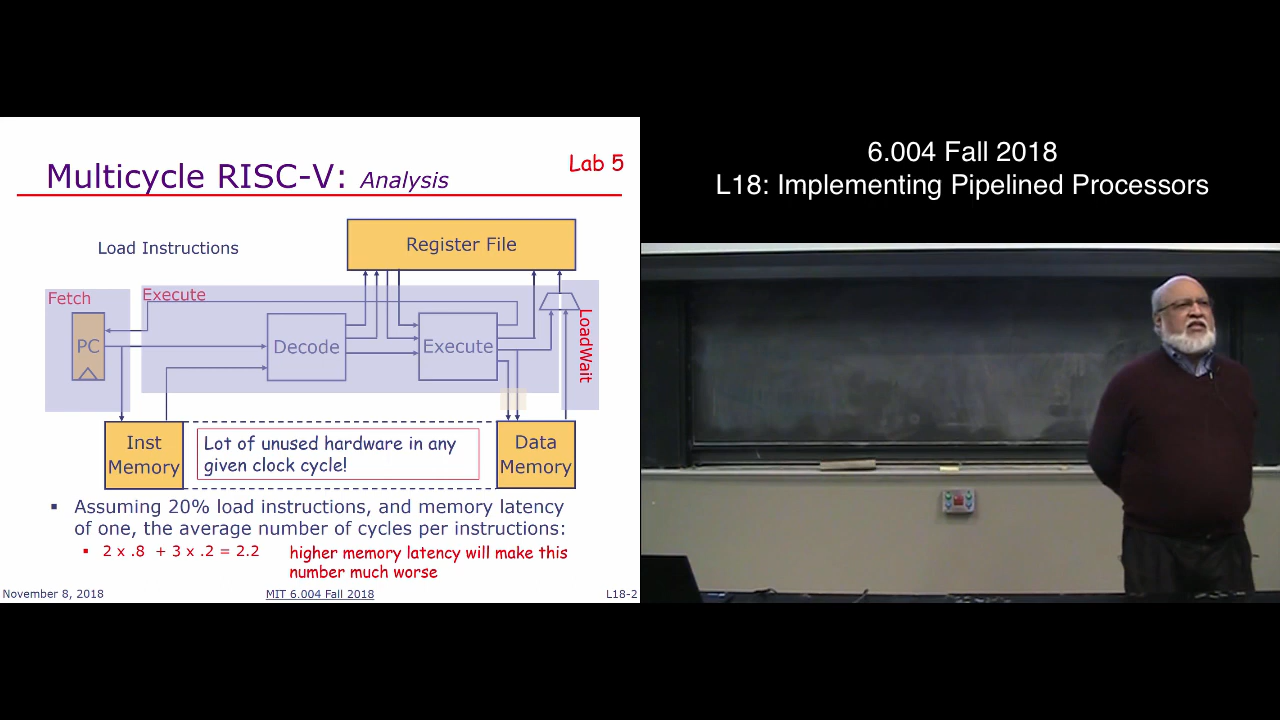 Multicycle RISC-V: Analysis
Lab 5
Load Instructions
Register File
Fetch
Execute
PC
Decode
Execute
LoadWait
Inst
Memory
Lot of unused hardware in any
given clock cycle!
Data
Memory
▪ Assuming 20% load instructions, and memory latency
of one, the average number of cycles per instructions:
▪ 2 x .8 + 3 x .2 = 2.2
higher memory latency will make this
number much worse
November 8, 2018
MIT 6.004 Fall 2018
L18-2
6.004 Fall 2018
L18: Implementing Pipelined Processors